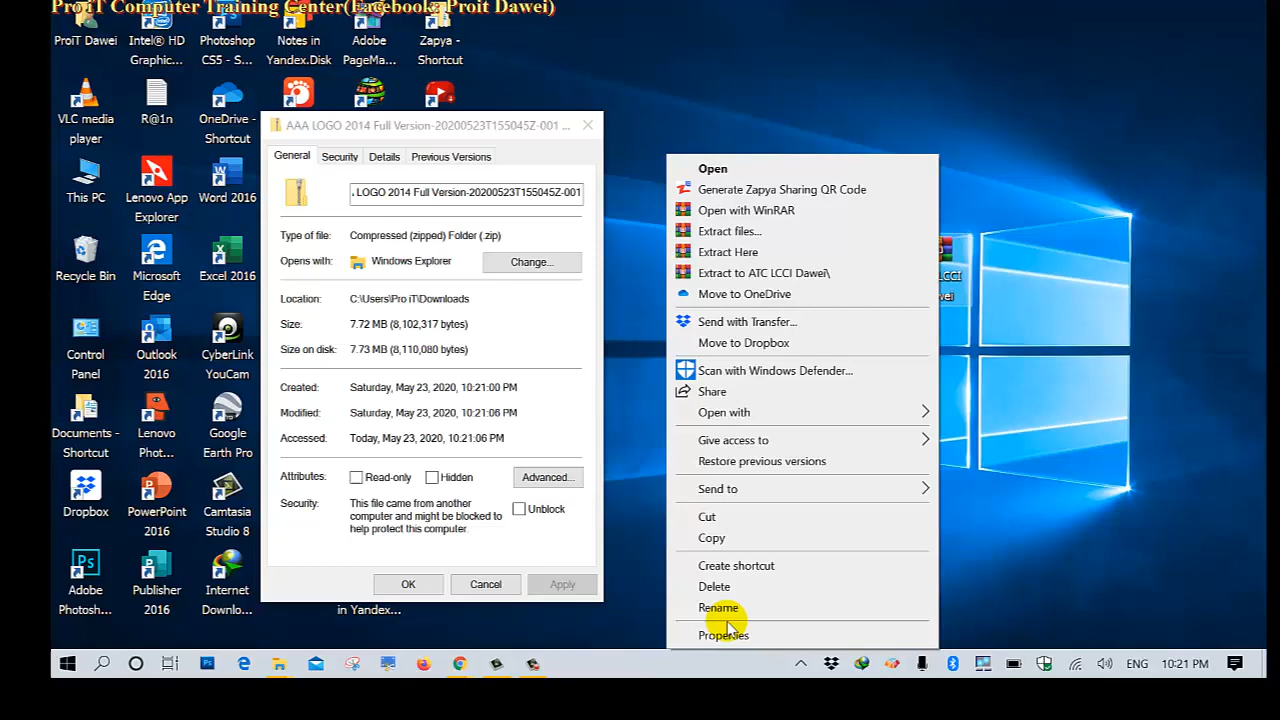 Pro iT Computer Training Center(Facebook: Proit Dawei)
ProiT Dawei
Intel® HD
Graphic...
Photoshop
CS5 - S...
Notes in
Yandex.Disk
Adobe
PageMa...
Zapya -
Shortcut
VLC media
player
R@1n
OneDrive -
Shortcut
This PC
Lenovo App
Explorer
Word 2016
Recycle Bin
Microsoft
Edge
Excel 2016
Control
Panel
Outlook
2016
CyberLink
YouCam
Documents -
Shortcut
Lenovo
Phot...
Google
Earth Pro
Dropbox
PowerPoint
2016
Camtasia
Studio 8
Adobe
Photosh...
Publisher
2016
Internet
Downlo...
in Yandex...
AAA LOGO 2014 Full Version-20200523T155045Z-001 ...
General
Security
Details
Previous Versions
LOGO 2014 Full Version-20200523T155045Z-001
Type of file: Compressed (zipped) Folder (.zip)
Opens with: Windows Explorer
Change...
Location: C:\Users\Pro iT\Downloads
Size: 7.72 MB (8,102,317 bytes)
Size on disk: 7.73 MB (8,110,080 bytes)
Created: Saturday, May 23, 2020, 10:21:00 PM
Modified: Saturday, May 23, 2020, 10:21:06 PM
Accessed: Today, May 23, 2020, 10:21:06 PM
Attributes: Read-only Hidden Advanced...
Security: This file came from another
computer and might be blocked to
help protect this computer.
Unblock
OK Cancel Apply
Open
Generate Zapya Sharing QR Code
Open with WinRAR
Extract files...
Extract Here
Extract to ATC LCCI Dawei\
Move to OneDrive
Send with Transfer...
Move to Dropbox
Scan with Windows Defender...
Share
Open with
Give access to
Restore previous versions
Send to
Cut
Copy
Create shortcut
Delete
Rename
Properties
LCCI
wei
ENG
10:21 PM